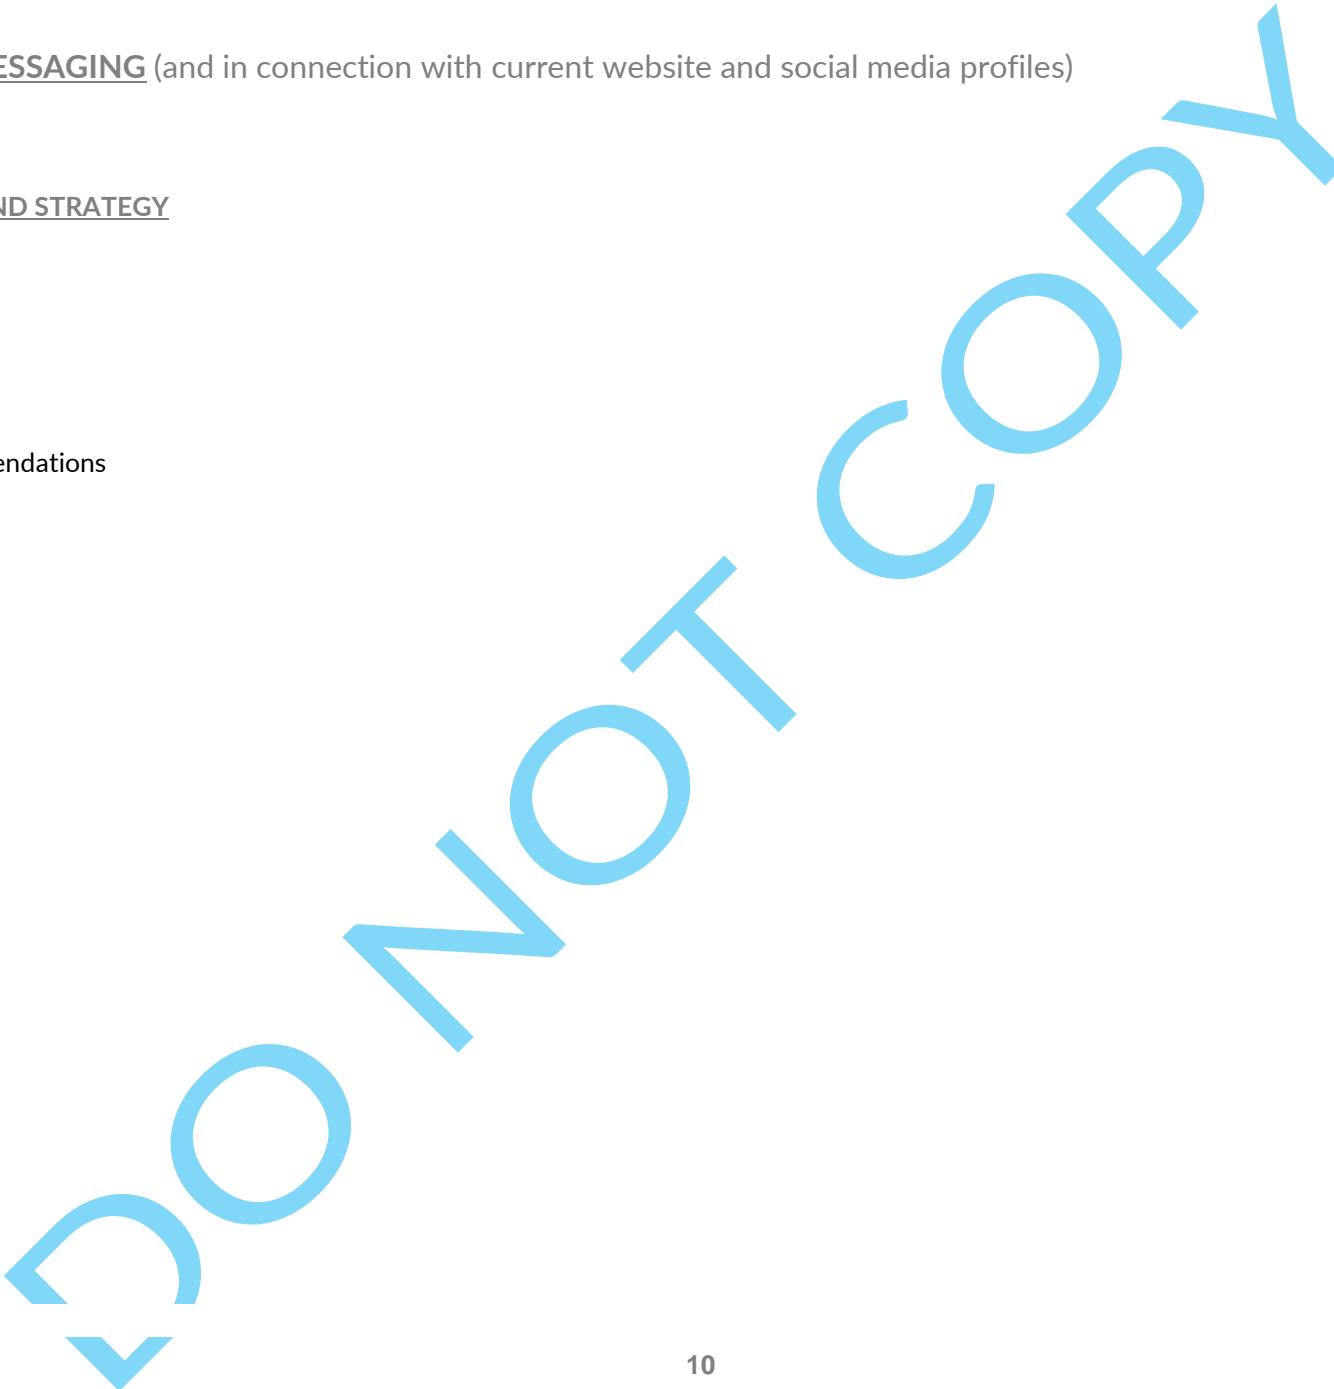 ESSAGING (and in connection with current website and social media profiles)
ND STRATEGY
endations
DO NOT COPY
10